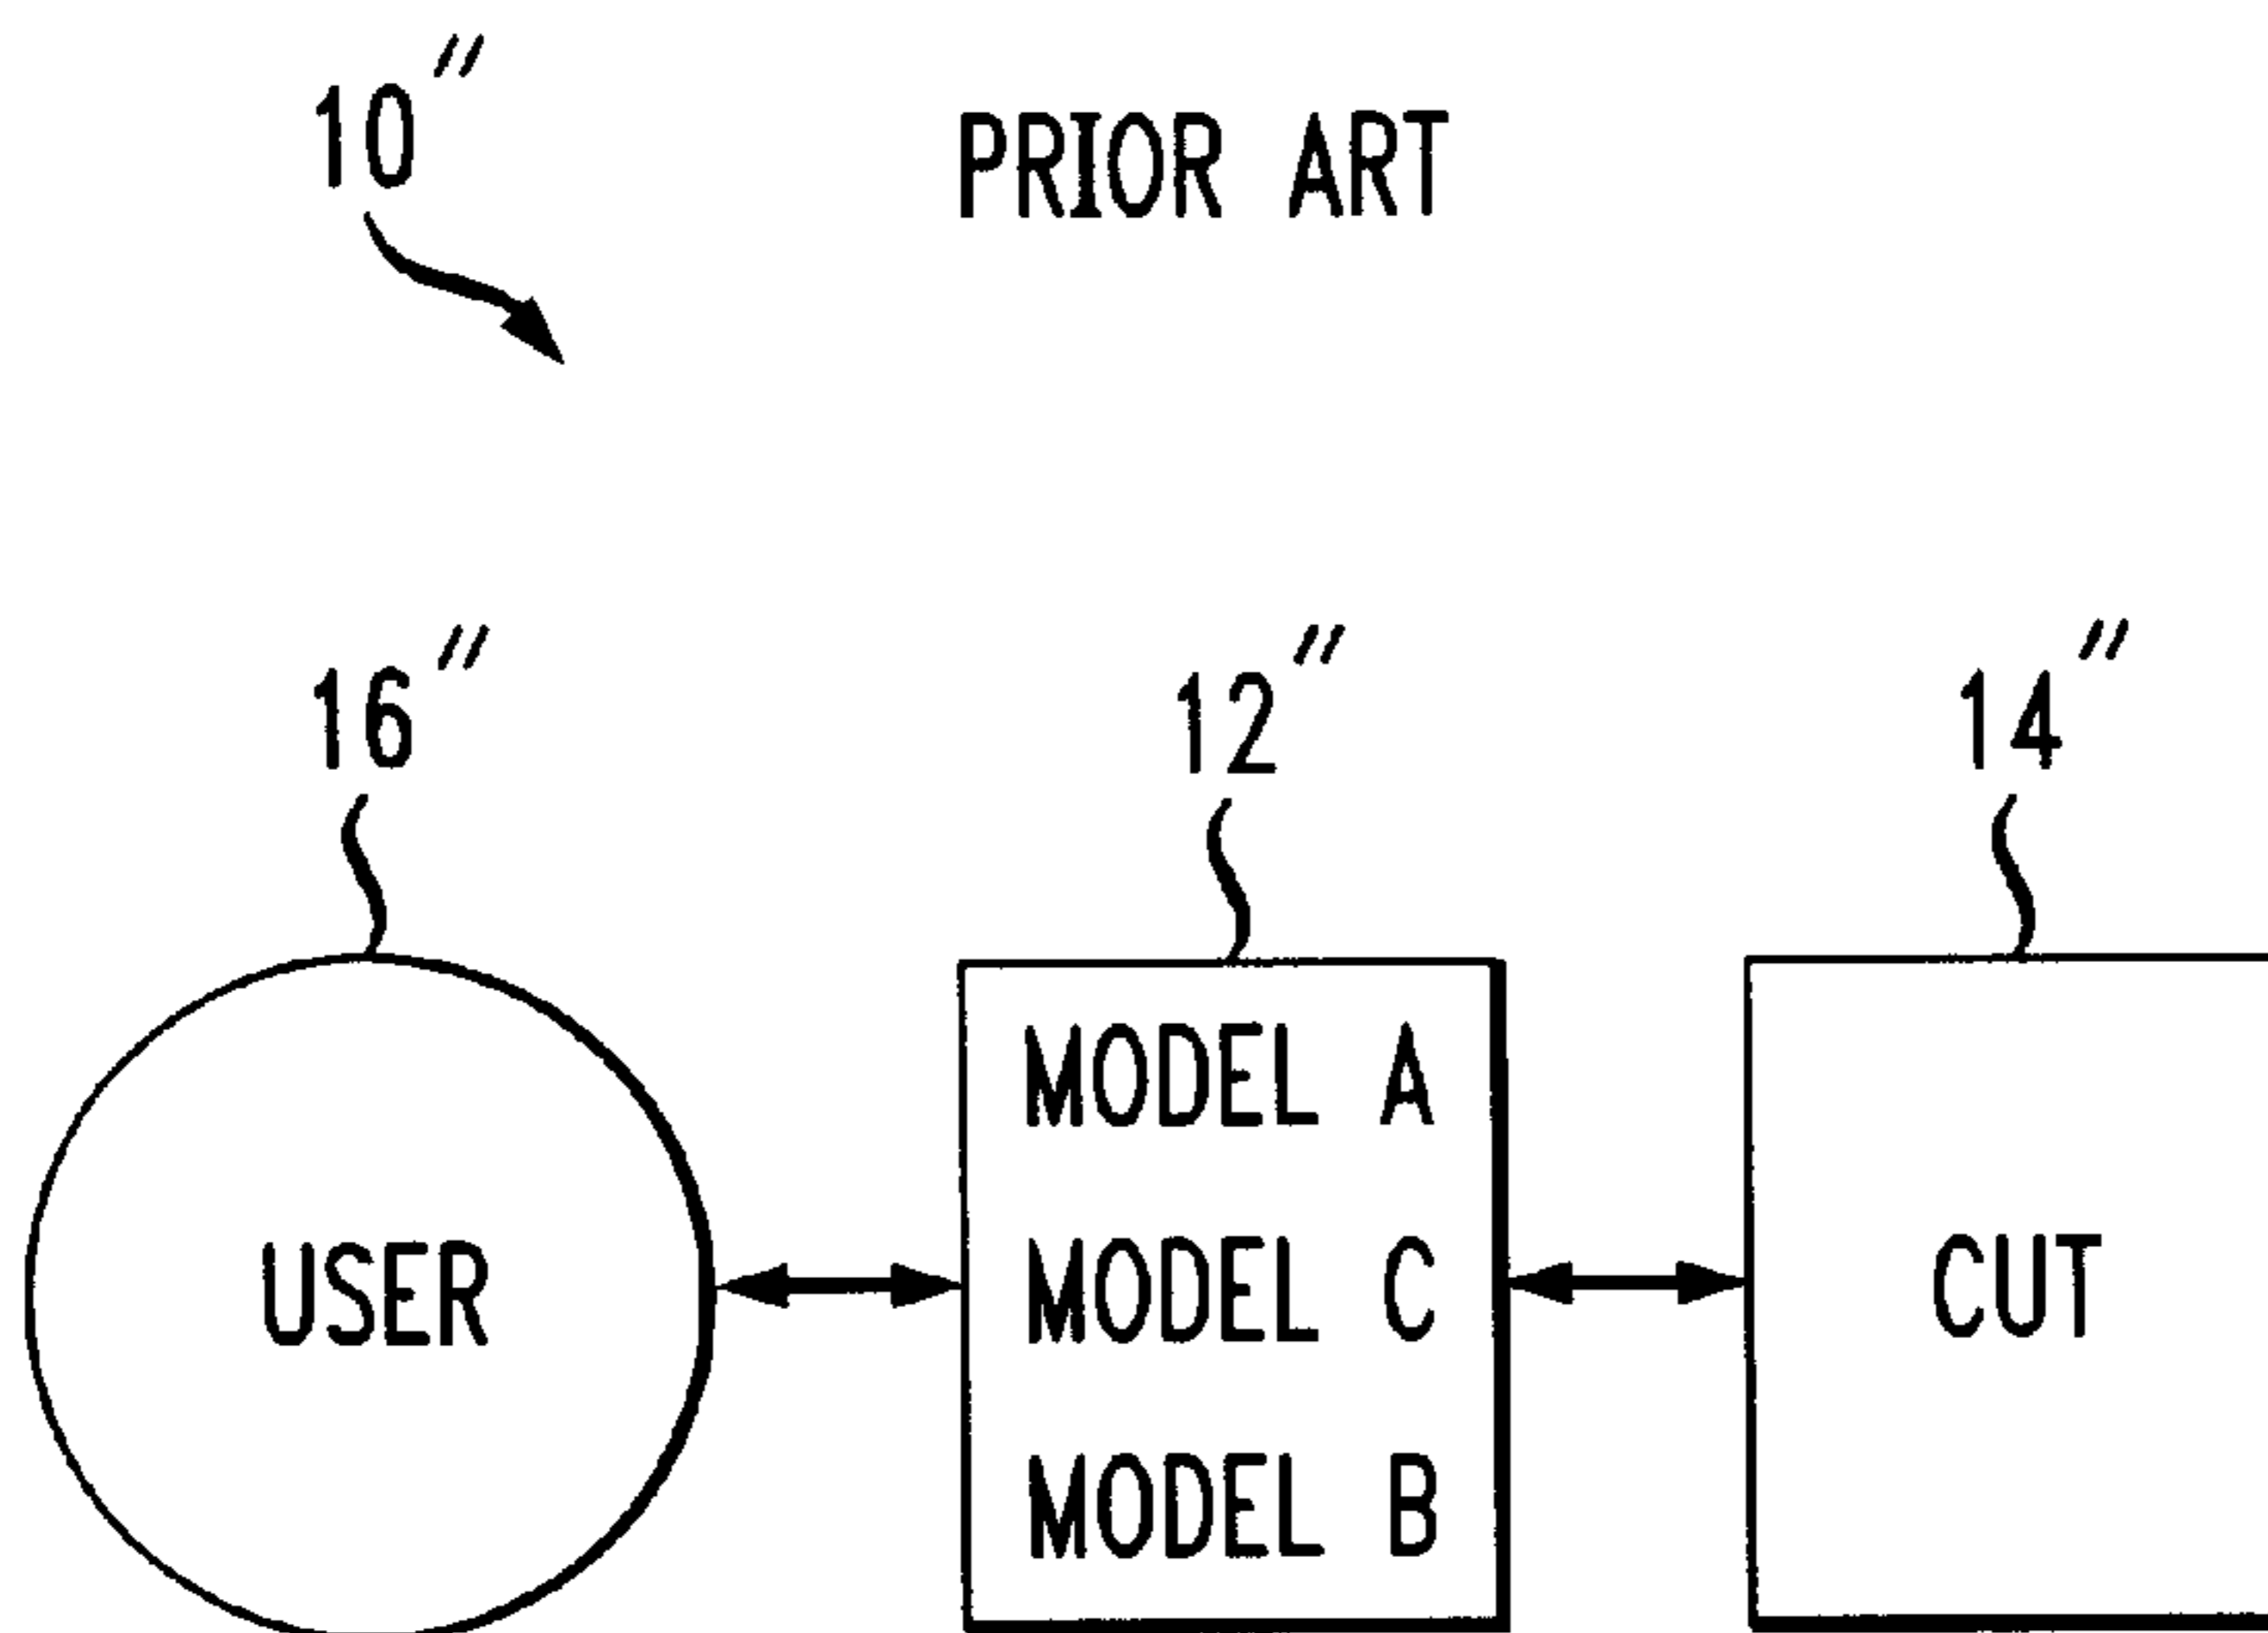 10″
PRIOR ART
16″
12″
14″
USER
MODEL A
MODEL C
MODEL B
CUT